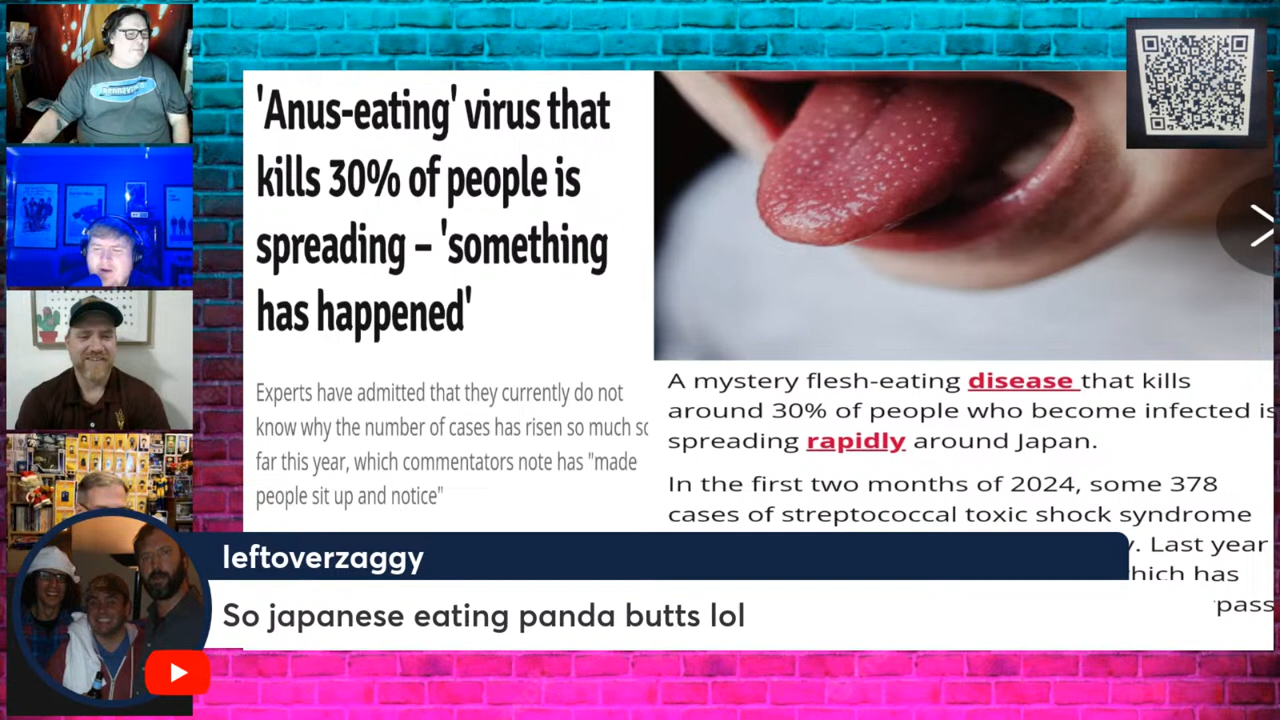 'Anus-eating' virus that
kills 30% of people is
spreading – 'something
has happened'
Experts have admitted that they currently do not
know why the number of cases has risen so much so
far this year, which commentators note has "made
people sit up and notice"
A mystery flesh-eating disease that kills
around 30% of people who become infected is
spreading rapidly around Japan.
In the first two months of 2024, some 378
cases of streptococcal toxic shock syndrome
. Last year
has
leftoverzaggy
So japanese eating panda butts lol